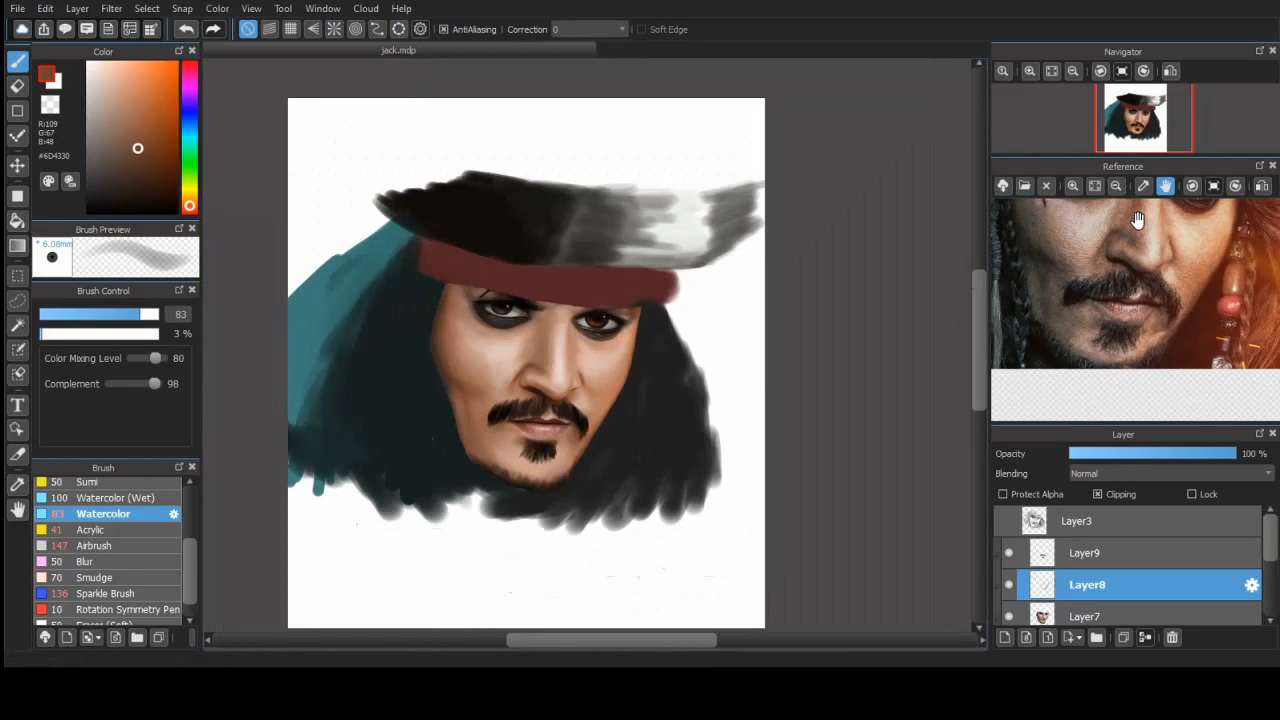 File Edit Layer Filter Select Snap Color View Tool Window Cloud Help
AntiAliasing Correction 0 Soft Edge
Color
R:109
G:67
B:48
#6D4330
Brush Preview
* 6.08mm
Brush Control
83
3 %
Color Mixing Level 80
Complement 98
Brush
50 Sumi
100 Watercolor (Wet)
83 Watercolor
41 Acrylic
147 Airbrush
50 Blur
70 Smudge
136 Sparkle Brush
10 Rotation Symmetry Pen
50 Eraser (Soft)
jack.mdp
Navigator
Reference
Layer
Opacity 100 %
Blending Normal
Protect Alpha Clipping Lock
Layer3
Layer9
Layer8
Layer7